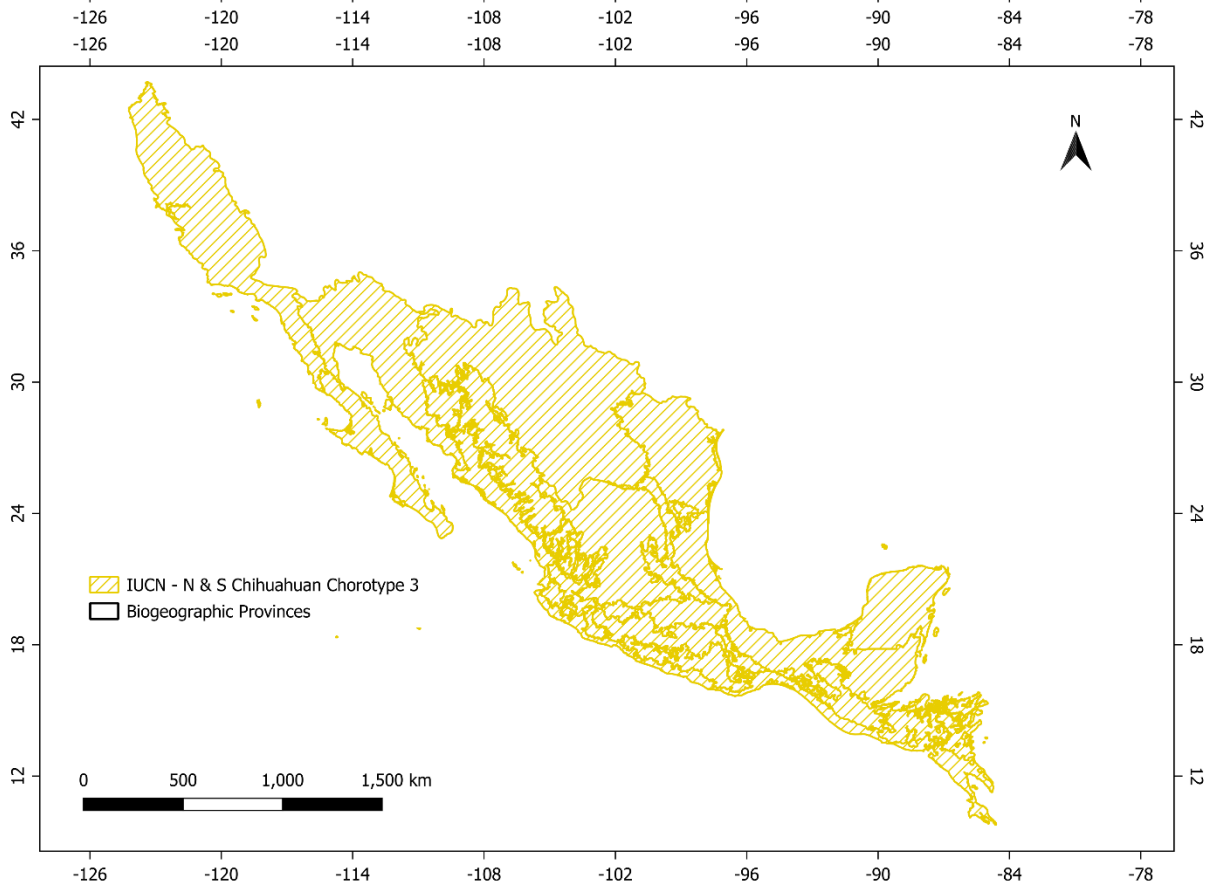 -126 -120 -114 -108 -102 -96 -90 -84 -78
-126 -120 -114 -108 -102 -96 -90 -84 -78
42 42
N
36 36
30 30
24 24
IUCN - N & S Chihuahuan Chorotype 3
Biogeographic Provinces
18 18
12 12
0 500 1,000 1,500 km
-126 -120 -114 -108 -102 -96 -90 -84 -78